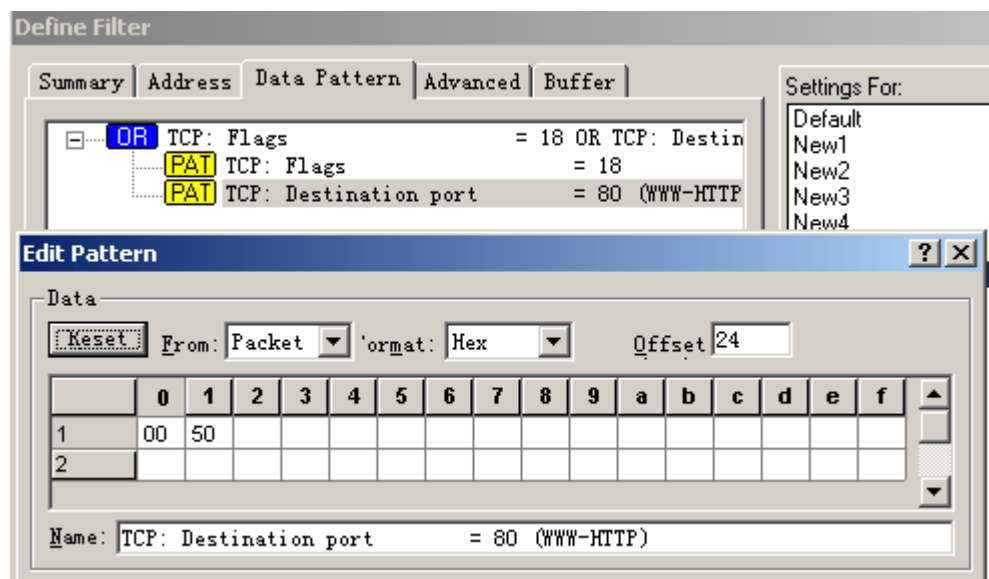 Define Filter
Summary Address Data Pattern Advanced Buffer
Settings For:
OR TCP: Flags = 18 OR TCP: Destin
PAT TCP: Flags = 18
PAT TCP: Destination port = 80 (WWW-HTTP
Default
New1
New2
New3
New4
Edit Pattern
? X
Data
Reset From: Packet 'ormat: Hex Offset 24
0 1 2 3 4 5 6 7 8 9 a b c d e f
1 00 50
2
Name: TCP: Destination port = 80 (WWW-HTTP)